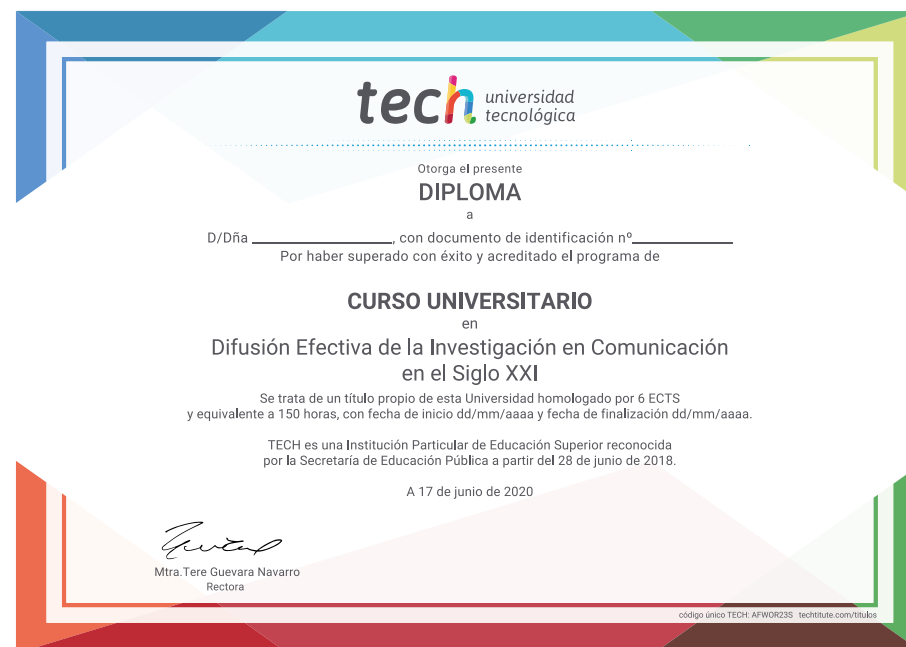 tech universidad
tecnológica
Otorga el presente
DIPLOMA
a
D/Dña ____________________, con documento de identificación nº______________
Por haber superado con éxito y acreditado el programa de
CURSO UNIVERSITARIO
en
Difusión Efectiva de la Investigación en Comunicación
en el Siglo XXI
Se trata de un título propio de esta Universidad homologado por 6 ECTS
y equivalente a 150 horas, con fecha de inicio dd/mm/aaaa y fecha de finalización dd/mm/aaaa.
TECH es una Institución Particular de Educación Superior reconocida
por la Secretaría de Educación Pública a partir del 28 de junio de 2018.
A 17 de junio de 2020
Mtra.Tere Guevara Navarro
Rectora
código único TECH: AFWOR23S techtitute.com/titulos